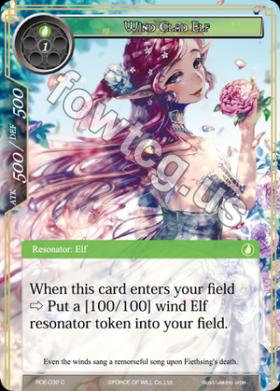 Wind Clad Elf
1
ATK 500 / DEF 500
fowtcg.us
Resonator: Elf
When this card enters your field
⇨ Put a [100/100] wind Elf
resonator token into your field.
Even the winds sang a remorseful song upon Fiethsing's death.
©FORCE OF WILL Co.,Ltd.